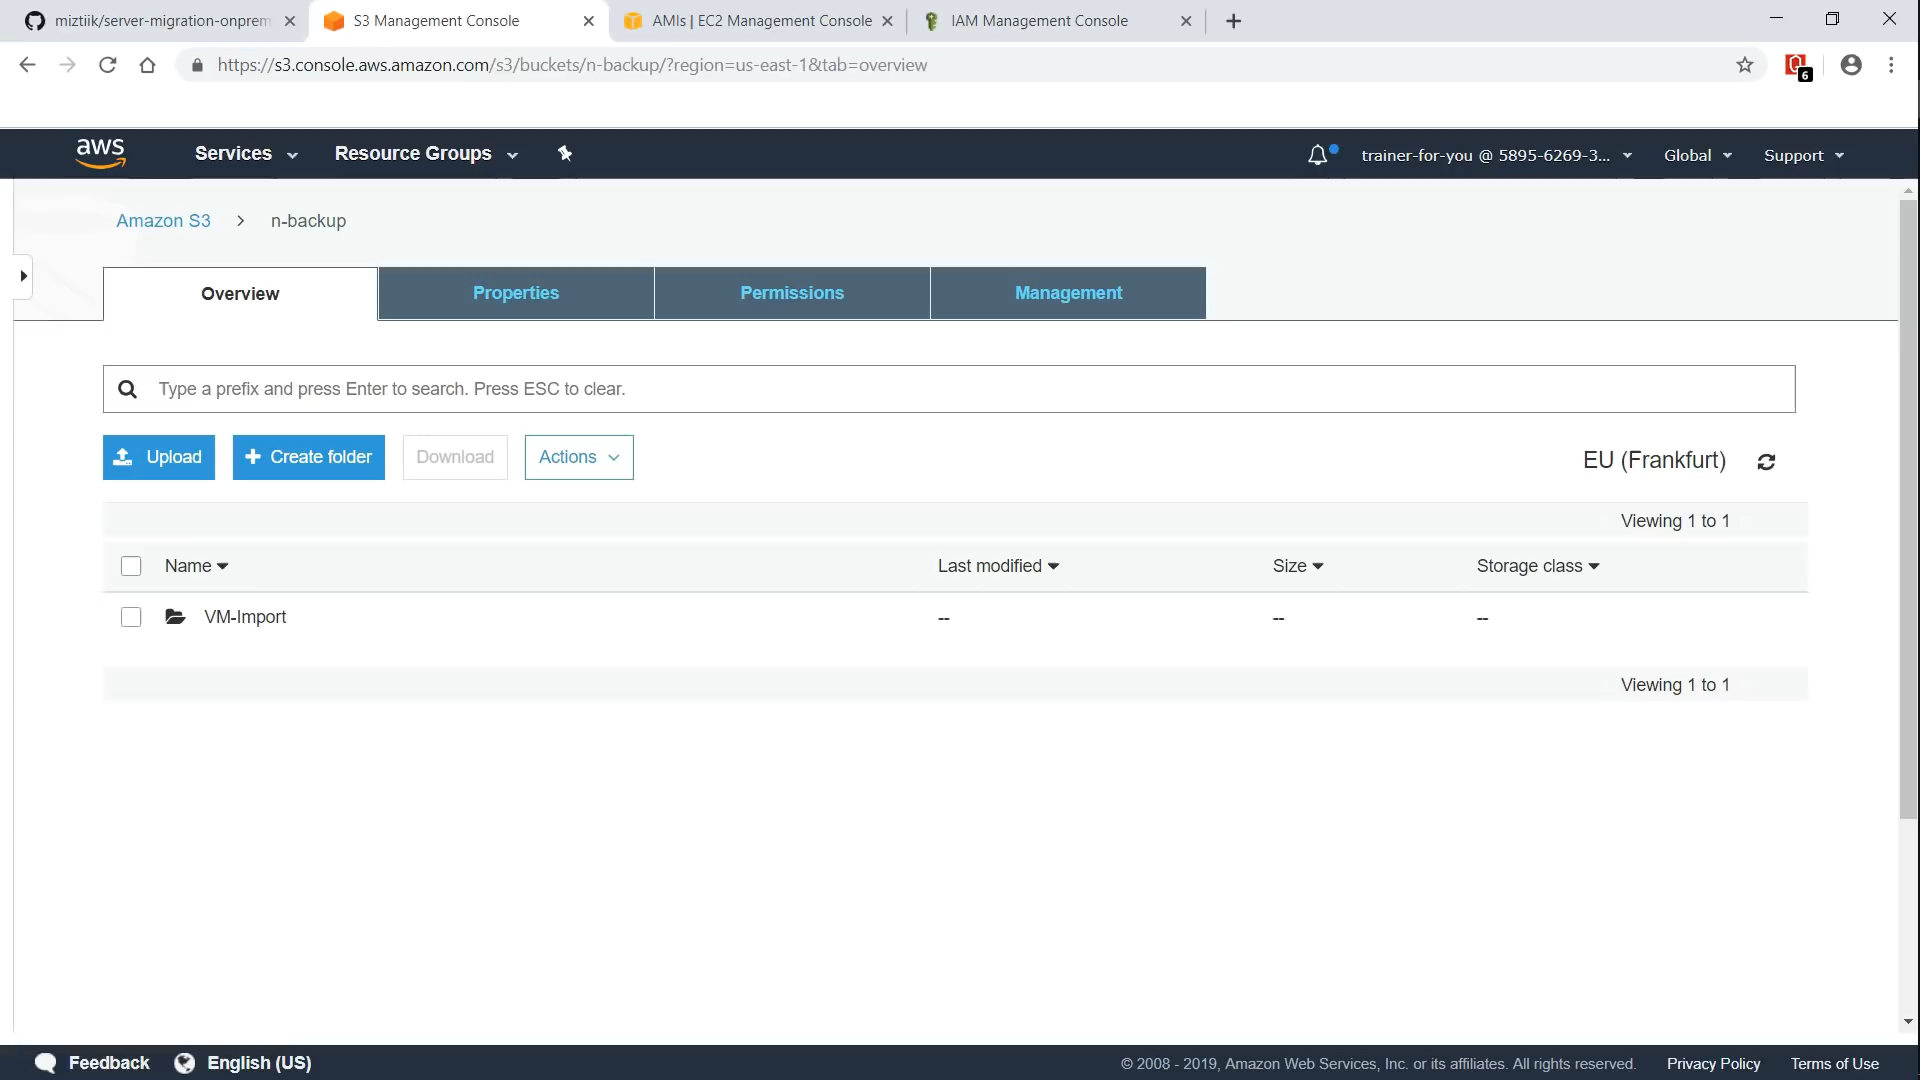 miztiik/server-migration-onprem
S3 Management Console
AMIs | EC2 Management Console
IAM Management Console
https://s3.console.aws.amazon.com/s3/buckets/n-backup/?region=us-east-1&tab=overview
6
aws
Services
Resource Groups
trainer-for-you @ 5895-6269-3...
Global
Support
Amazon S3 > n-backup
Overview
Properties
Permissions
Management
Type a prefix and press Enter to search. Press ESC to clear.
Upload
+ Create folder
Download
Actions
EU (Frankfurt)
Viewing 1 to 1
Name
Last modified
Size
Storage class
VM-Import
--
--
--
Viewing 1 to 1
Feedback
English (US)
© 2008 - 2019, Amazon Web Services, Inc. or its affiliates. All rights reserved.
Privacy Policy
Terms of Use